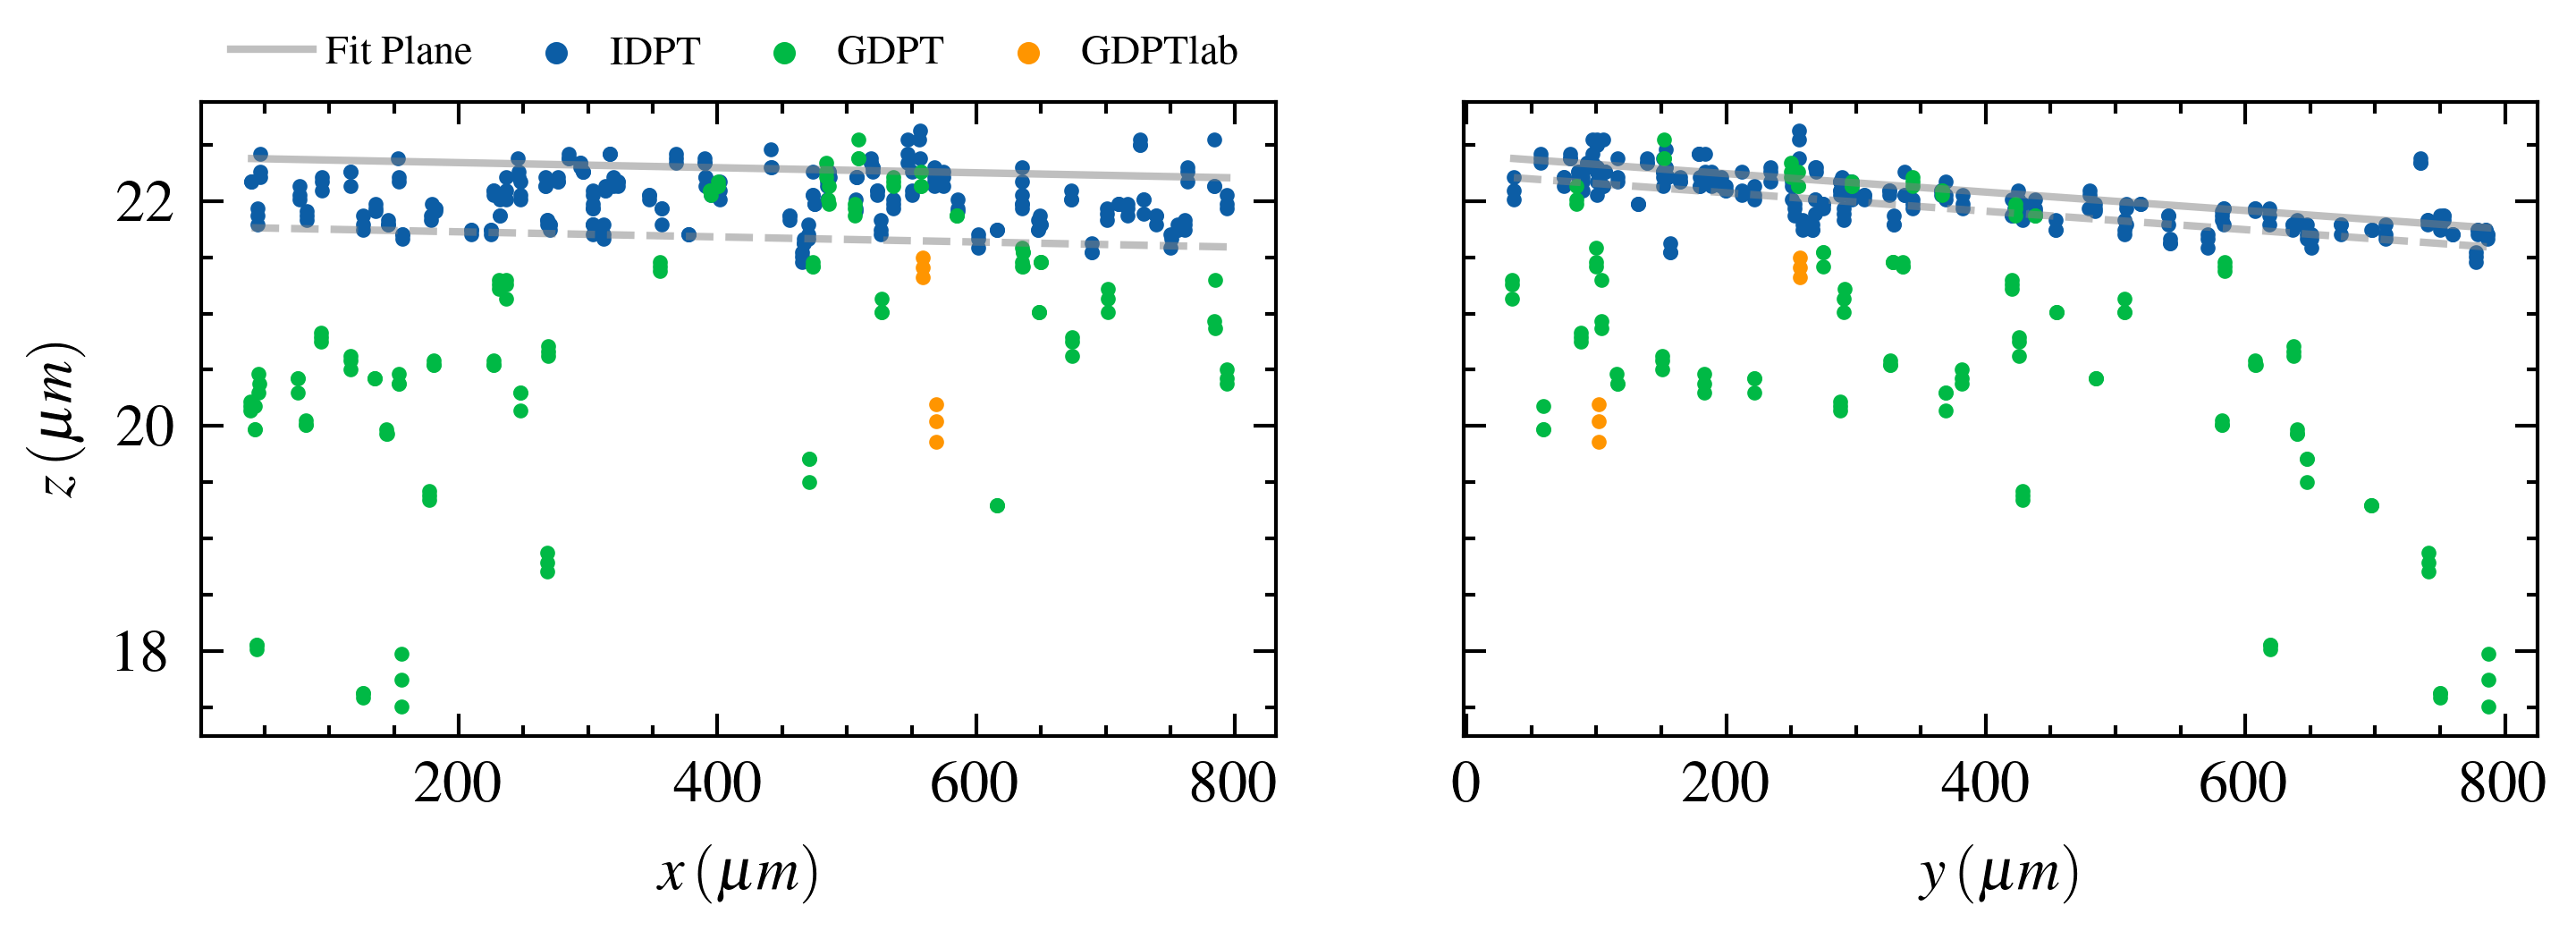 Fit Plane IDPT GDPT GDPTlab
22
20
18
z (μm)
200 400 600 800
x (μm)
0 200 400 600 800
y (μm)